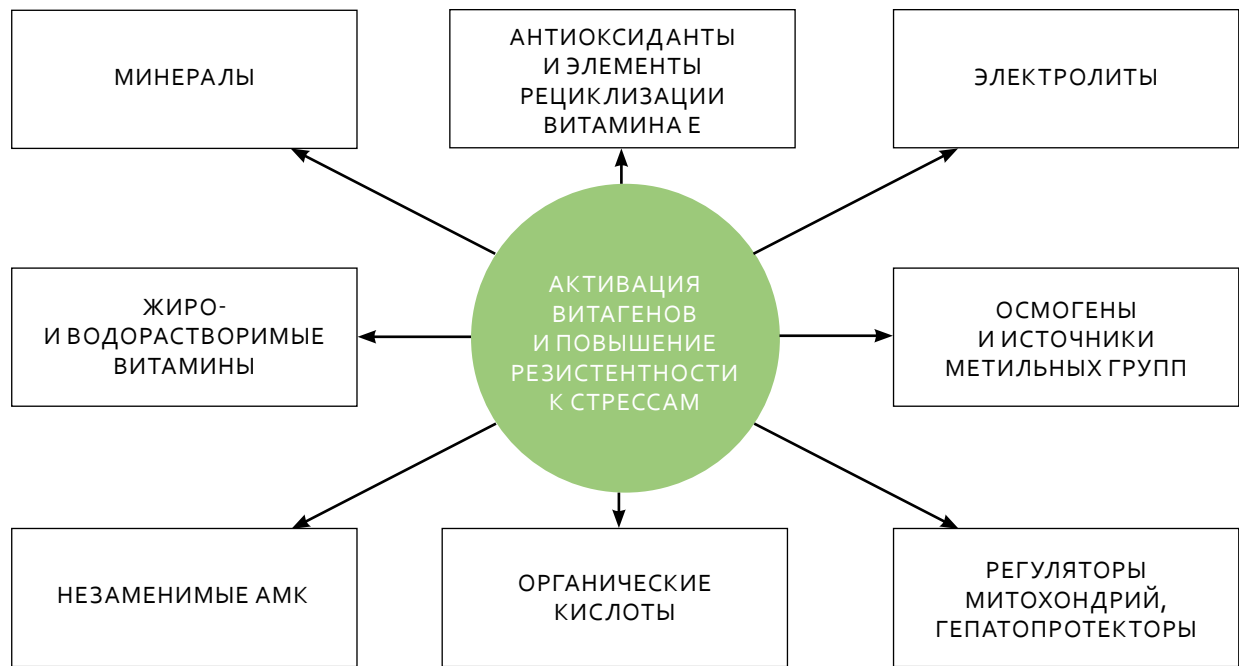 МИНЕРАЛЫ
АНТИОКСИДАНТЫ
И ЭЛЕМЕНТЫ
РЕЦИКЛИЗАЦИИ
ВИТАМИНА Е
ЭЛЕКТРОЛИТЫ
ЖИРО-
И ВОДОРАСТВОРИМЫЕ
ВИТАМИНЫ
АКТИВАЦИЯ
ВИТАГЕНОВ
И ПОВЫШЕНИЕ
РЕЗИСТЕНТНОСТИ
К СТРЕССАМ
ОСМОГЕНЫ
И ИСТОЧНИКИ
МЕТИЛЬНЫХ ГРУПП
НЕЗАМЕНИМЫЕ АМК
ОРГАНИЧЕСКИЕ
КИСЛОТЫ
РЕГУЛЯТОРЫ
МИТОХОНДРИЙ,
ГЕПАТОПРОТЕКТОРЫ